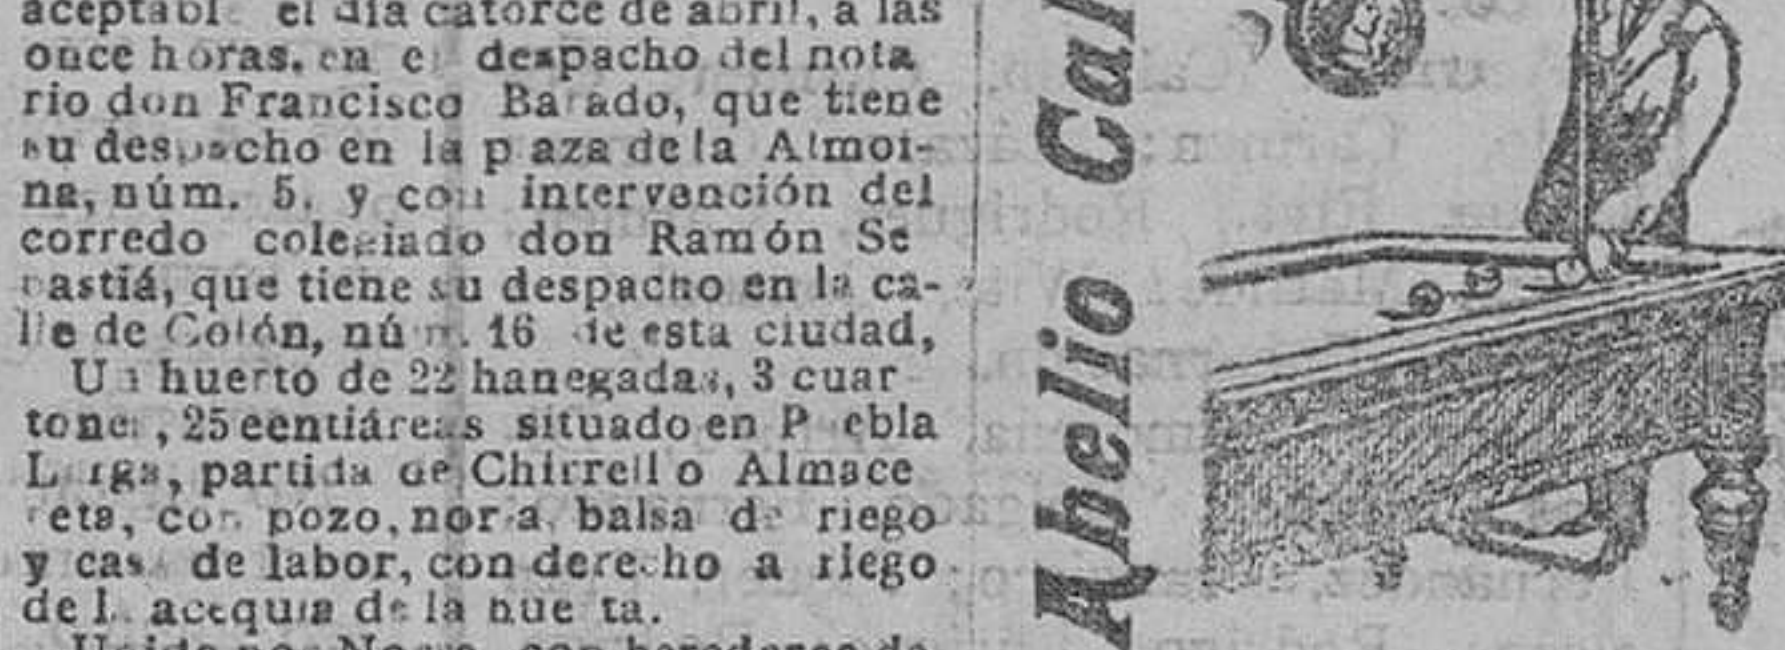 aceptable el día catorce de abril, a las
once horas, en el despacho del nota
rio don Francisco Barado, que tiene
su despacho en la plaza de la Almoi-
na, núm. 5, y con intervención del
corredo colegiado don Ramón Se
bastiá, que tiene su despacho en la ca-
lle de Colón, núm. 16 de esta ciudad,
Un huerto de 22 hanegadas, 3 cuar
tones, 25 eentiáreas situado en Puebla
Larga, partida de Chirrell o Almace
reta, con pozo, noria, balsa de riego
y casa de labor, con derecho a riego
de la acequia de la huerta.
Abelio Cal